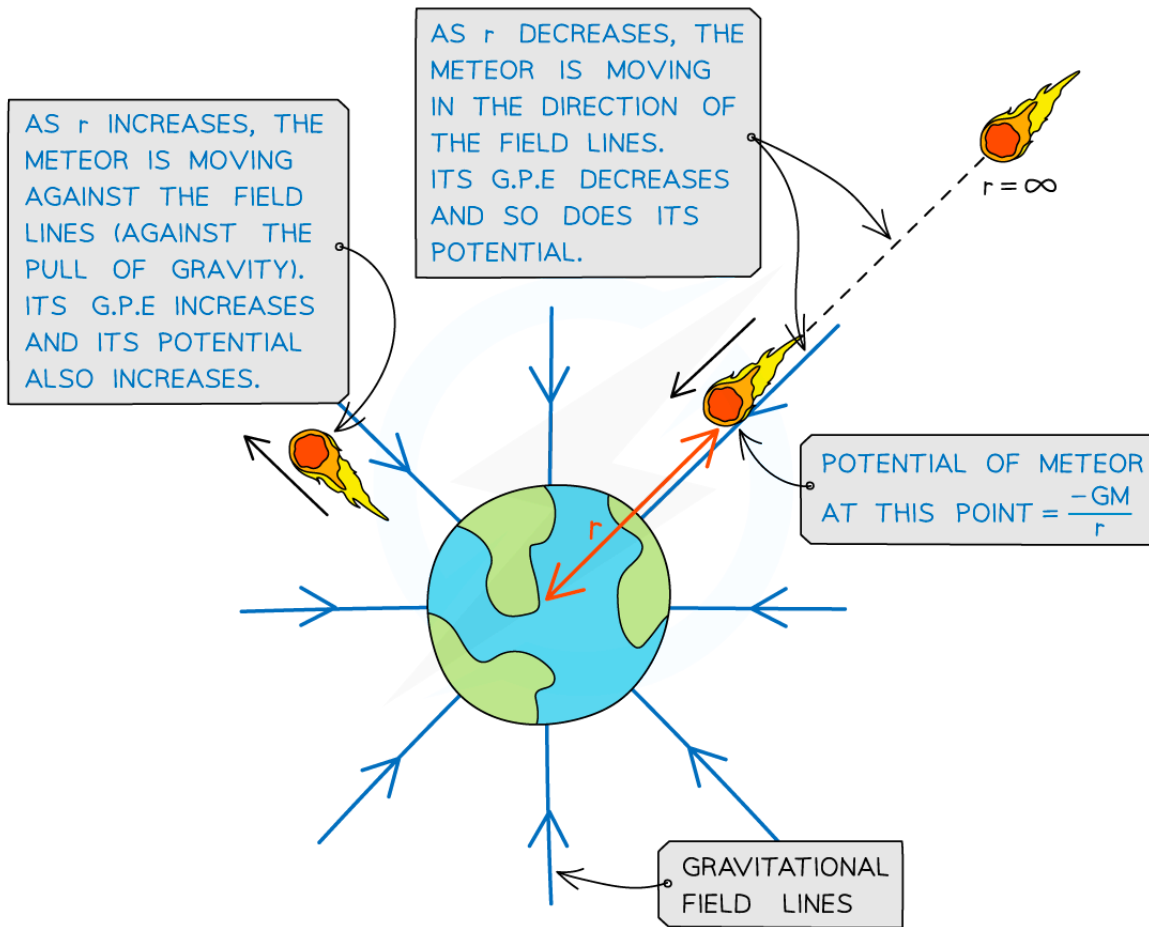 AS r INCREASES, THE
METEOR IS MOVING
AGAINST THE FIELD
LINES (AGAINST THE
PULL OF GRAVITY).
ITS G.P.E INCREASES
AND ITS POTENTIAL
ALSO INCREASES.
AS r DECREASES, THE
METEOR IS MOVING
IN THE DIRECTION OF
THE FIELD LINES.
ITS G.P.E DECREASES
AND SO DOES ITS
POTENTIAL.
r = ∞
POTENTIAL OF METEOR
AT THIS POINT = -GM/r
r
GRAVITATIONAL
FIELD LINES